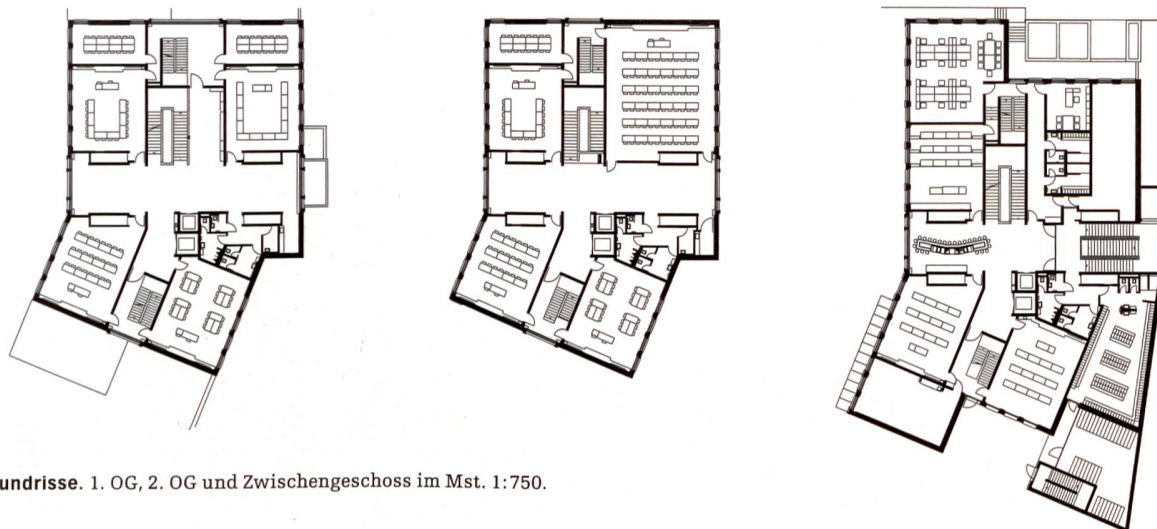 undrisse. 1. OG, 2. OG und Zwischengeschoss im Mst. 1:750.